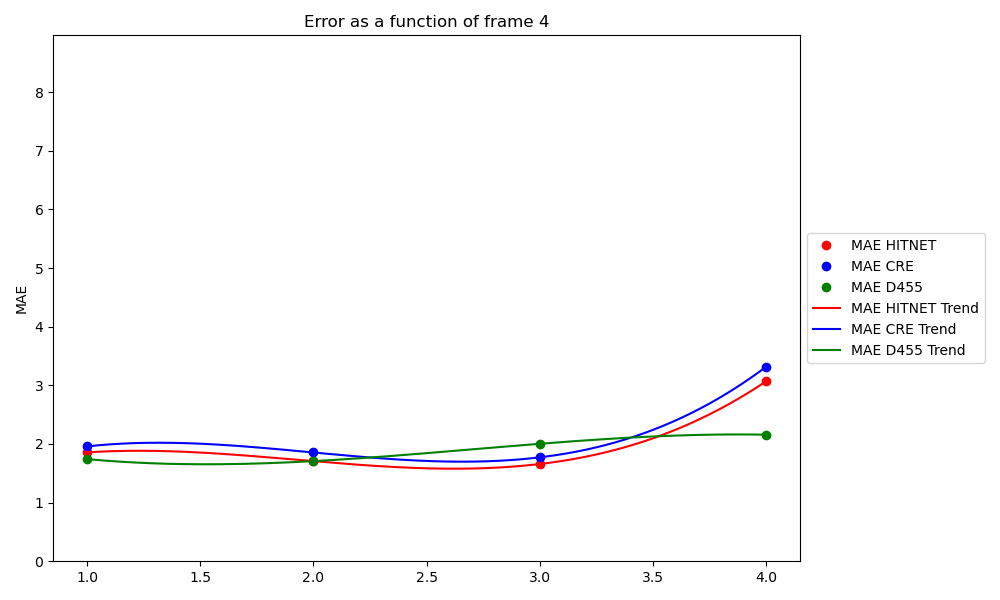 Error as a function of frame 4
MAE
8
7
6
5
4
3
2
1
0
1.0 1.5 2.0 2.5 3.0 3.5 4.0
MAE HITNET
MAE CRE
MAE D455
MAE HITNET Trend
MAE CRE Trend
MAE D455 Trend